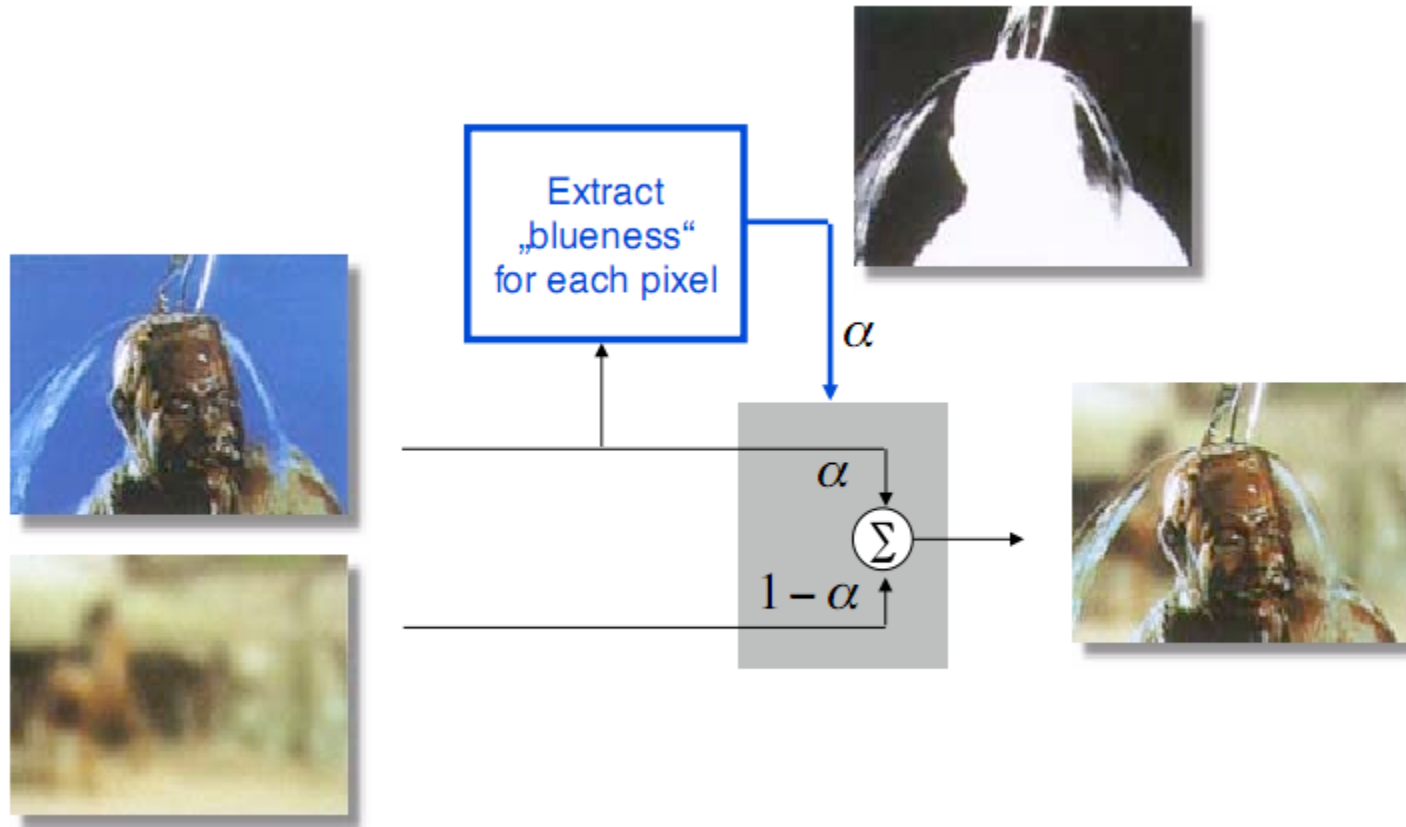 Extract
„blueness“
for each pixel
α
α
Σ
1 − α